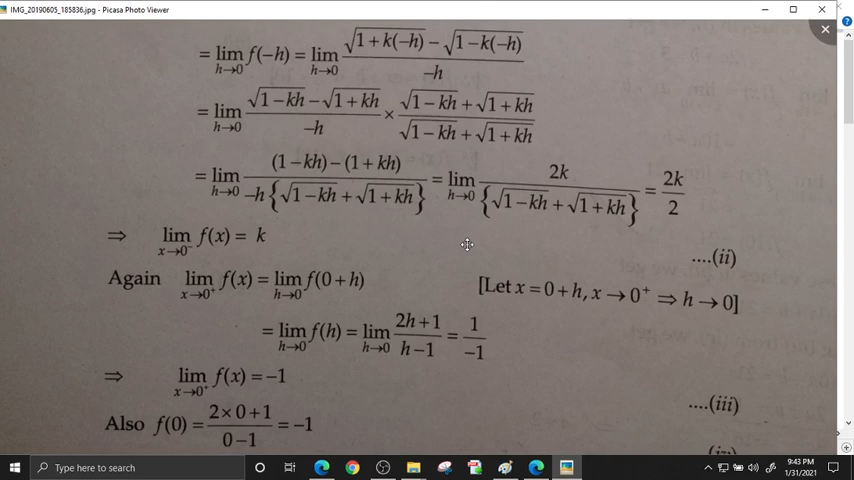 IMG_20190605_185836.jpg - Picasa Photo Viewer
= lim_{h→0} f(−h) = lim_{h→0} (√(1+k(−h)) − √(1−k(−h))) / −h
= lim_{h→0} (√(1−kh) − √(1+kh)) / −h × (√(1−kh) + √(1+kh)) / (√(1−kh) + √(1+kh))
= lim_{h→0} ((1−kh)−(1+kh)) / −h{√(1−kh) + √(1+kh)} = lim_{h→0} 2k / {√(1−kh) + √(1+kh)} = 2k/2
⇒ lim_{x→0⁻} f(x) = k ....(ii)
Again lim_{x→0⁺} f(x) = lim_{h→0} f(0+h) [Let x = 0+h, x → 0⁺ ⇒ h → 0]
= lim_{h→0} f(h) = lim_{h→0} (2h+1)/(h−1) = 1/−1
⇒ lim_{x→0⁺} f(x) = −1 ....(iii)
Also f(0) = (2×0+1)/(0−1) = −1
Type here to search
9:43 PM
1/31/2021